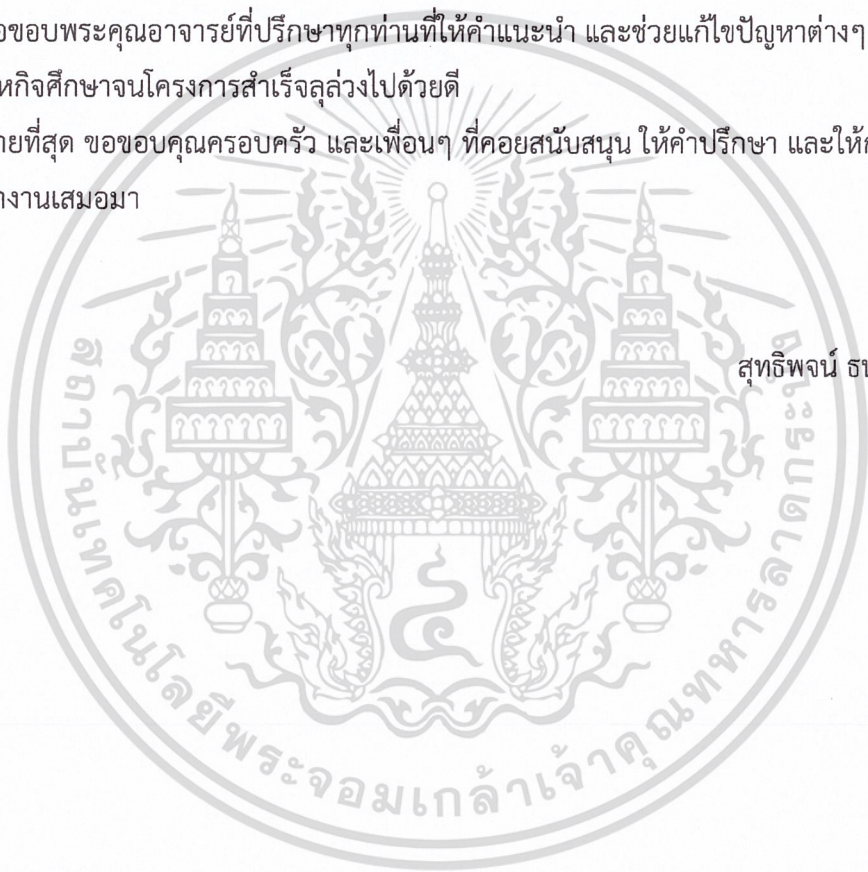 อขอบพระคุณอาจารย์ที่ปรึกษาทุกท่านที่ให้คำแนะนำ และช่วยแก้ไขปัญหาต่างๆ
หกิจศึกษาจนโครงการสำเร็จลุล่วงไปด้วยดี
ายที่สุด ขอขอบคุณครอบครัว และเพื่อนๆ ที่คอยสนับสนุน ให้คำปรึกษา และให้ก
างานเสมอมา
สุทธิพจน์ ธน
สถาบันเทคโนโลยีพระจอมเกล้าเจ้าคุณทหารลาดกระบัง